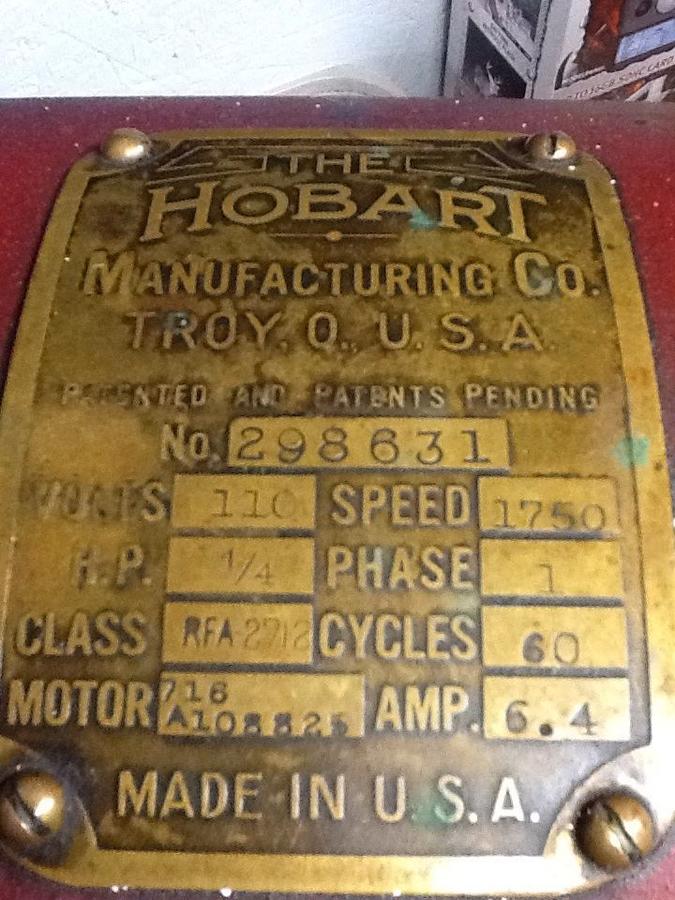 THE
HOBART
MANUFACTURING CO.
TROY, O., U. S. A.
PATENTED AND PATENTS PENDING
No. 298631
VOLTS 110 SPEED 1750
H.P. 1/4 PHASE 1
CLASS RFA 2712 CYCLES 60
MOTOR 716 A108825 AMP. 6.4
MADE IN U.S.A.